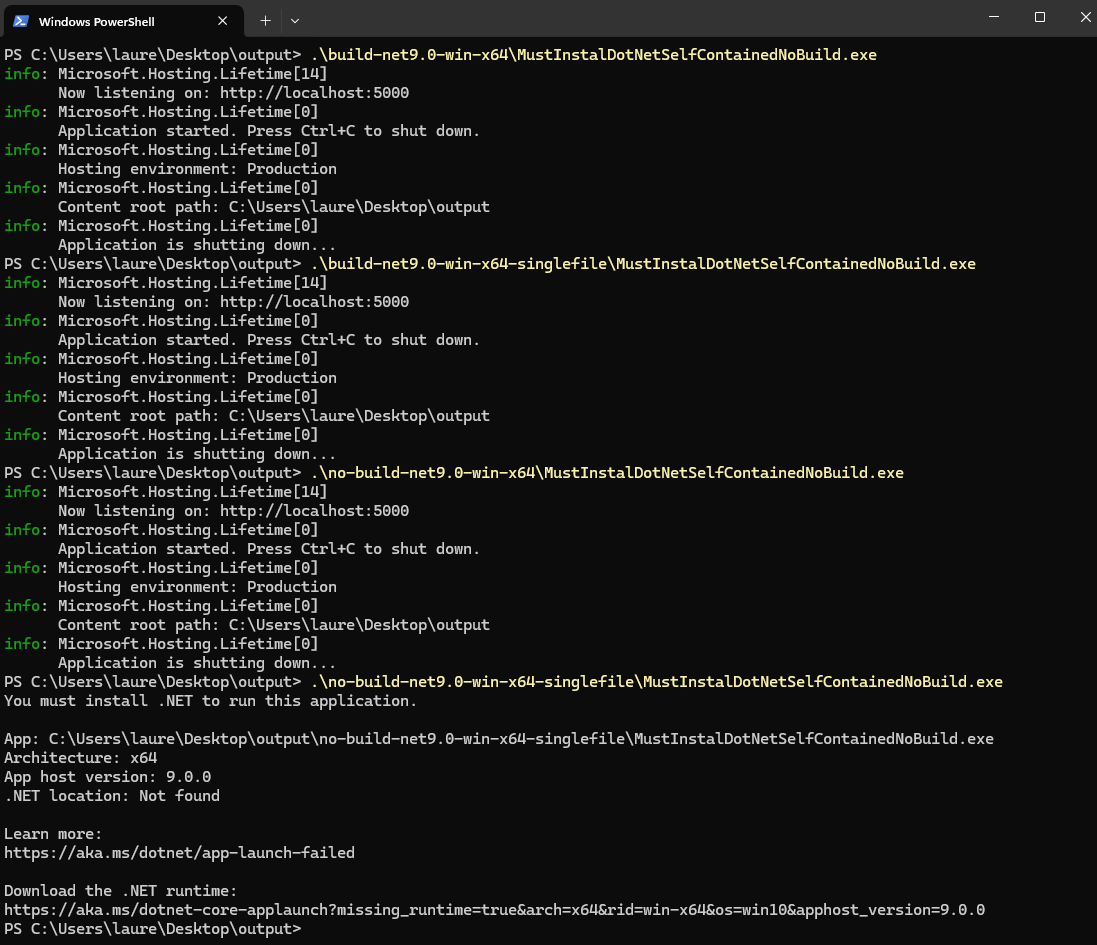 Windows PowerShell
PS C:\Users\laure\Desktop\output> .\build-net9.0-win-x64\MustInstalDotNetSelfContainedNoBuild.exe
info: Microsoft.Hosting.Lifetime[14]
      Now listening on: http://localhost:5000
info: Microsoft.Hosting.Lifetime[0]
      Application started. Press Ctrl+C to shut down.
info: Microsoft.Hosting.Lifetime[0]
      Hosting environment: Production
info: Microsoft.Hosting.Lifetime[0]
      Content root path: C:\Users\laure\Desktop\output
info: Microsoft.Hosting.Lifetime[0]
      Application is shutting down...
PS C:\Users\laure\Desktop\output> .\build-net9.0-win-x64-singlefile\MustInstalDotNetSelfContainedNoBuild.exe
info: Microsoft.Hosting.Lifetime[14]
      Now listening on: http://localhost:5000
info: Microsoft.Hosting.Lifetime[0]
      Application started. Press Ctrl+C to shut down.
info: Microsoft.Hosting.Lifetime[0]
      Hosting environment: Production
info: Microsoft.Hosting.Lifetime[0]
      Content root path: C:\Users\laure\Desktop\output
info: Microsoft.Hosting.Lifetime[0]
      Application is shutting down...
PS C:\Users\laure\Desktop\output> .\no-build-net9.0-win-x64\MustInstalDotNetSelfContainedNoBuild.exe
info: Microsoft.Hosting.Lifetime[14]
      Now listening on: http://localhost:5000
info: Microsoft.Hosting.Lifetime[0]
      Application started. Press Ctrl+C to shut down.
info: Microsoft.Hosting.Lifetime[0]
      Hosting environment: Production
info: Microsoft.Hosting.Lifetime[0]
      Content root path: C:\Users\laure\Desktop\output
info: Microsoft.Hosting.Lifetime[0]
      Application is shutting down...
PS C:\Users\laure\Desktop\output> .\no-build-net9.0-win-x64-singlefile\MustInstalDotNetSelfContainedNoBuild.exe
You must install .NET to run this application.

App: C:\Users\laure\Desktop\output\no-build-net9.0-win-x64-singlefile\MustInstalDotNetSelfContainedNoBuild.exe
Architecture: x64
App host version: 9.0.0
.NET location: Not found

Learn more:
https://aka.ms/dotnet/app-launch-failed

Download the .NET runtime:
https://aka.ms/dotnet-core-applaunch?missing_runtime=true&arch=x64&rid=win-x64&os=win10&apphost_version=9.0.0
PS C:\Users\laure\Desktop\output>